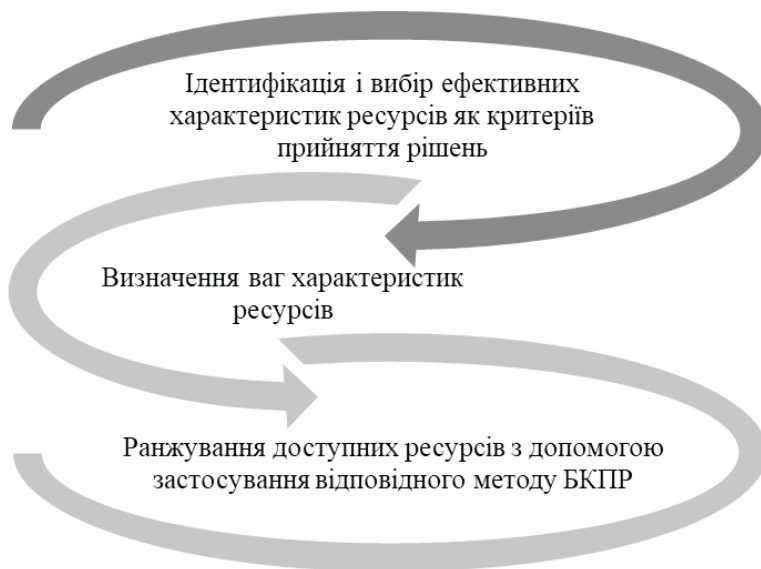 Ідентифікація і вибір ефективних
характеристик ресурсів як критеріїв
прийняття рішень
Визначення ваг характеристик
ресурсів
Ранжування доступних ресурсів з допомогою
застосування відповідного методу БКПР